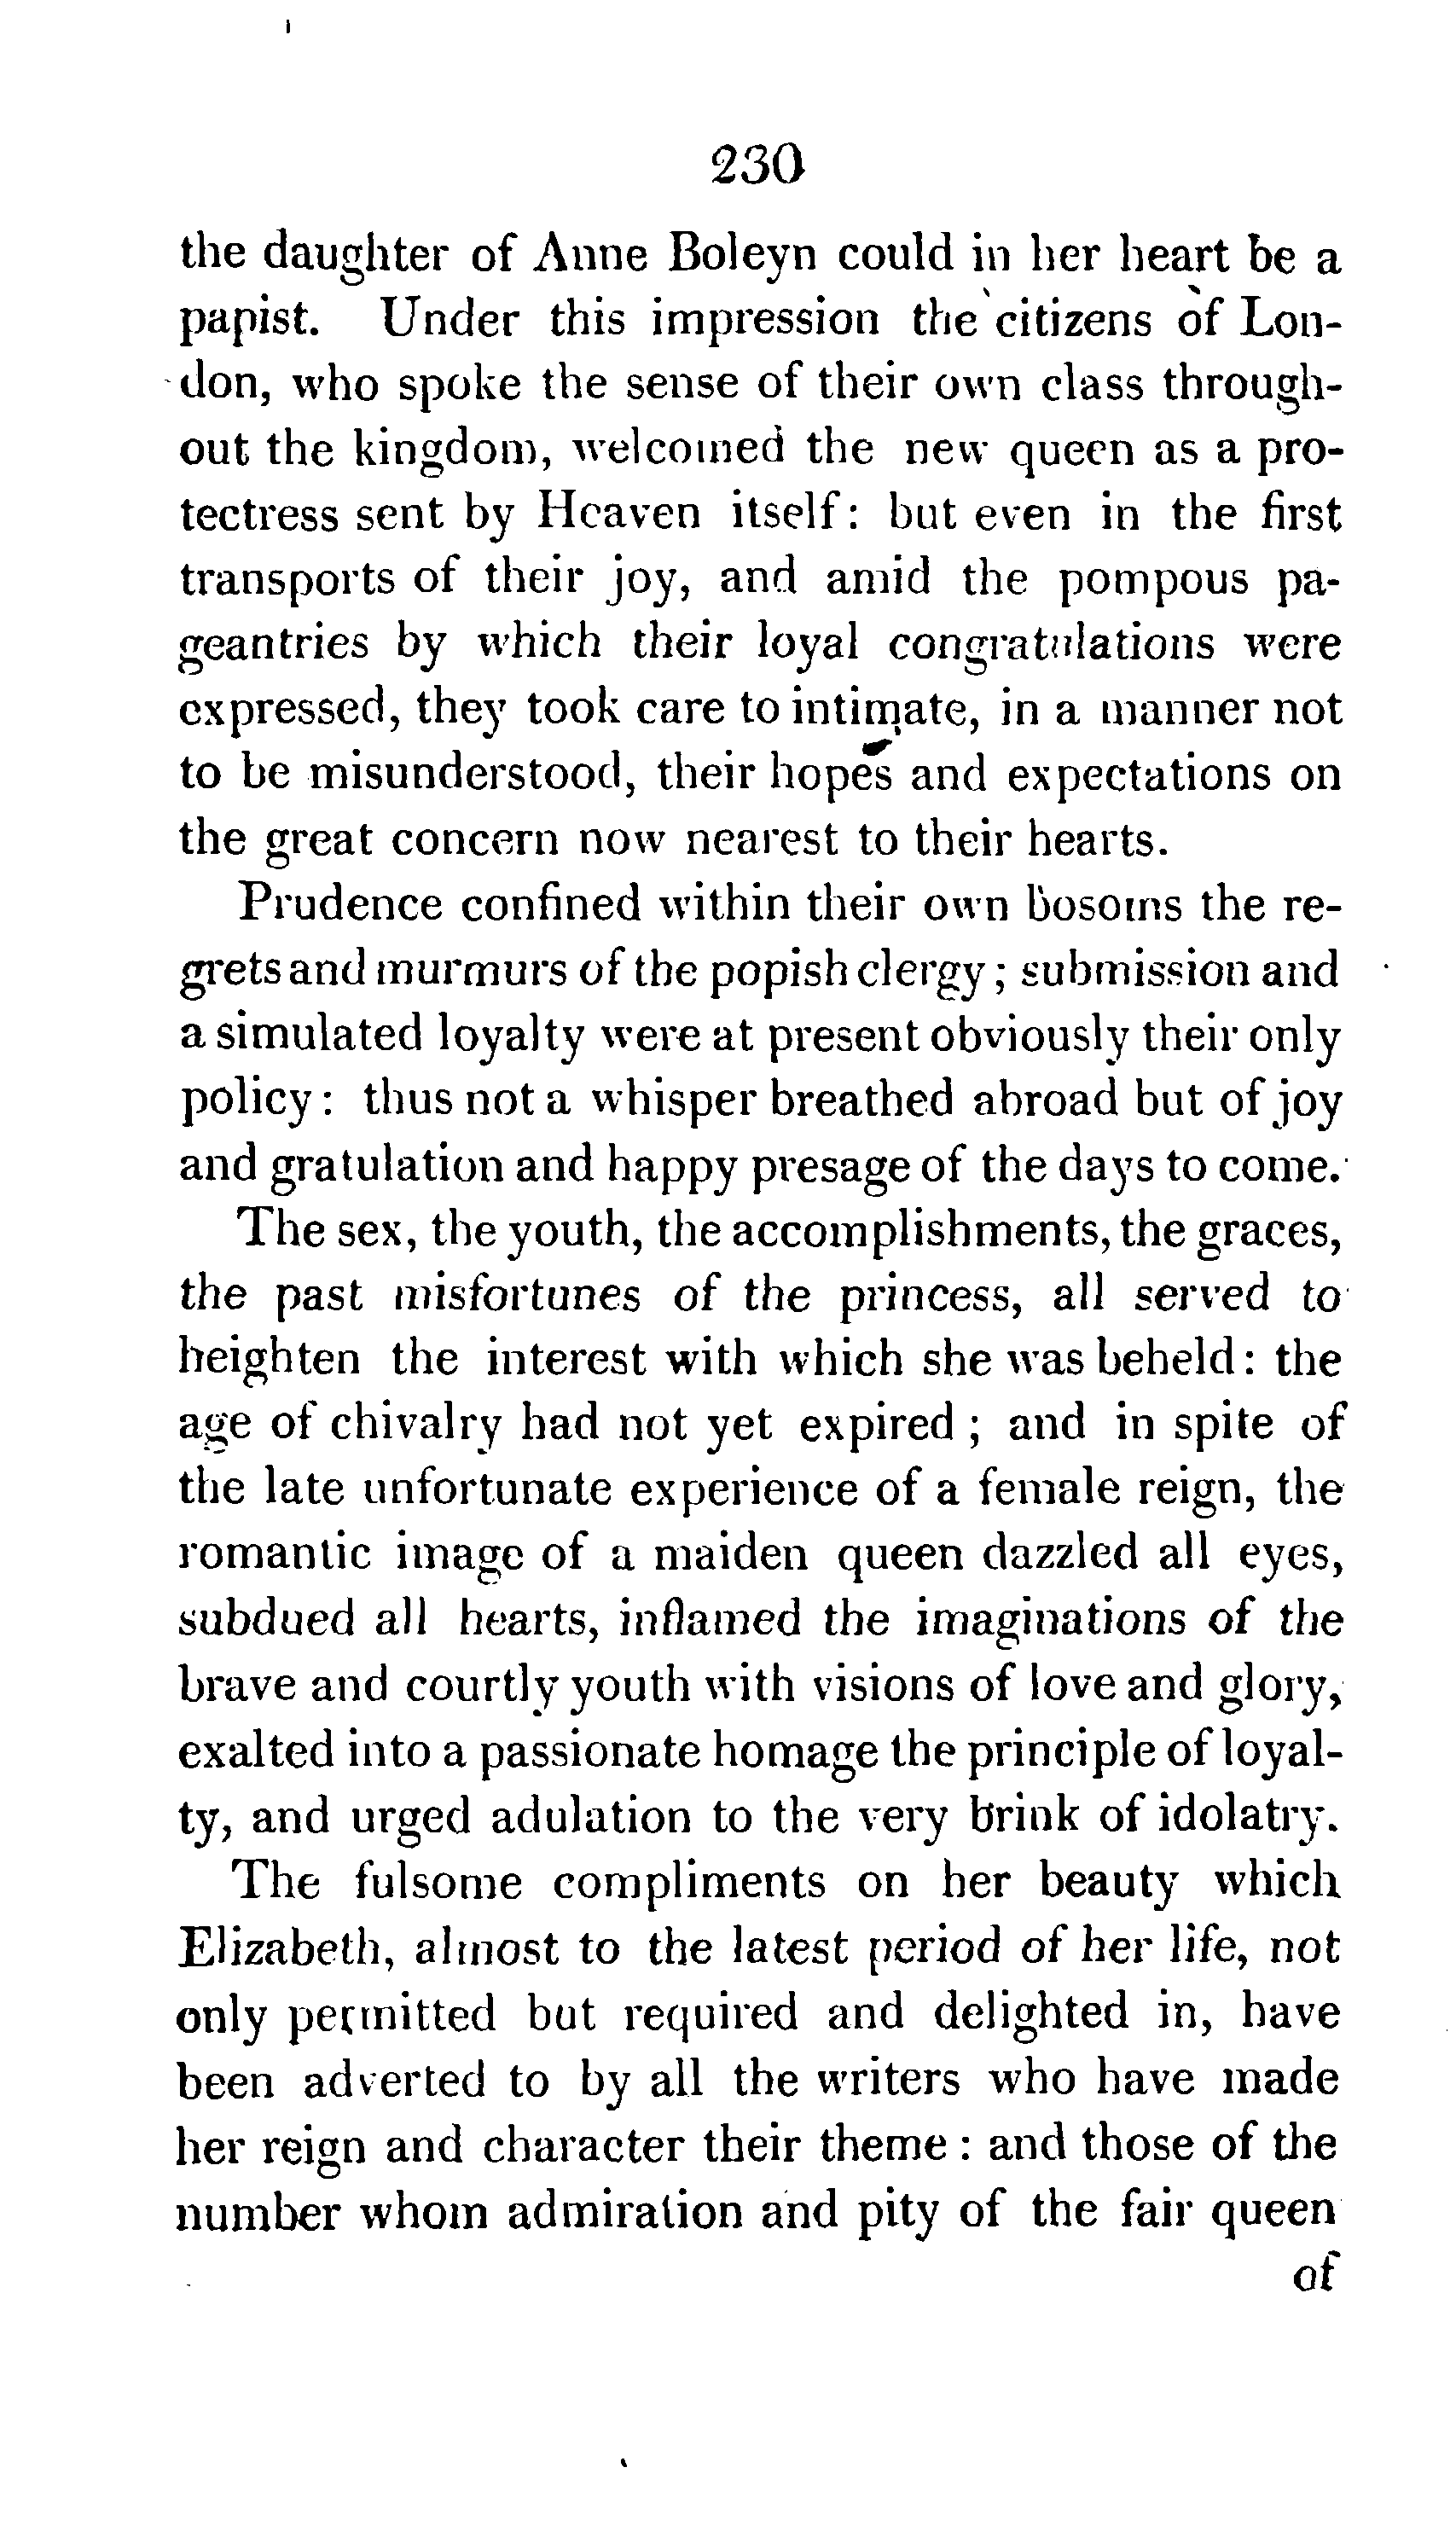 230
the daughter of Anne Boleyn could in her heart be a
papist. Under this impression the citizens of Lon-
don, who spoke the sense of their own class through-
out the kingdom, welcomed the new queen as a pro-
tectress sent by Heaven itself: but even in the first
transports of their joy, and amid the pompous pa-
geantries by which their loyal congratulations were
expressed, they took care to intimate, in a manner not
to be misunderstood, their hopes and expectations on
the great concern now nearest to their hearts.
Prudence confined within their own bosoms the re-
grets and murmurs of the popish clergy; submission and
a simulated loyalty were at present obviously their only
policy: thus not a whisper breathed abroad but of joy
and gratulation and happy presage of the days to come.
The sex, the youth, the accomplishments, the graces,
the past misfortunes of the princess, all served to
heighten the interest with which she was beheld: the
age of chivalry had not yet expired; and in spite of
the late unfortunate experience of a female reign, the
romantic image of a maiden queen dazzled all eyes,
subdued all hearts, inflamed the imaginations of the
brave and courtly youth with visions of love and glory,
exalted into a passionate homage the principle of loyal-
ty, and urged adulation to the very brink of idolatry.
The fulsome compliments on her beauty which
Elizabeth, almost to the latest period of her life, not
only permitted but required and delighted in, have
been adverted to by all the writers who have made
her reign and character their theme: and those of the
number whom admiration and pity of the fair queen
of